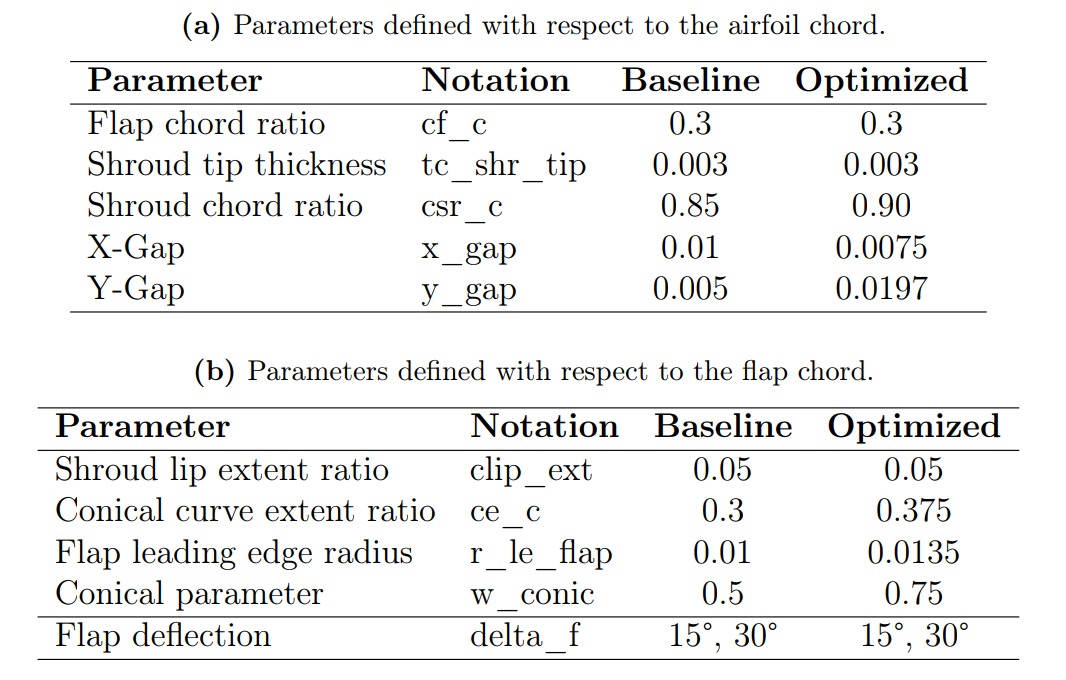 (a) Parameters defined with respect to the airfoil chord.
Parameter Notation Baseline Optimized
Flap chord ratio cf_c 0.3 0.3
Shroud tip thickness tc_shr_tip 0.003 0.003
Shroud chord ratio csr_c 0.85 0.90
X-Gap x_gap 0.01 0.0075
Y-Gap y_gap 0.005 0.0197
(b) Parameters defined with respect to the flap chord.
Parameter Notation Baseline Optimized
Shroud lip extent ratio clip_ext 0.05 0.05
Conical curve extent ratio ce_c 0.3 0.375
Flap leading edge radius r_le_flap 0.01 0.0135
Conical parameter w_conic 0.5 0.75
Flap deflection delta_f 15°, 30° 15°, 30°